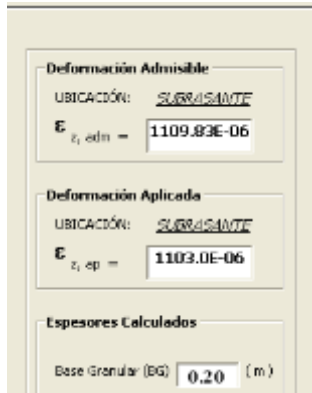 Deformación Admisible
UBICACIÓN: SUBRASANTE
ε z, adm = 1109.83E-06
Deformación Aplicada
UBICACIÓN: SUBRASANTE
ε z, ap = 1103.0E-06
Espesores Calculados
Base Granular (BG) 0.20 (m)